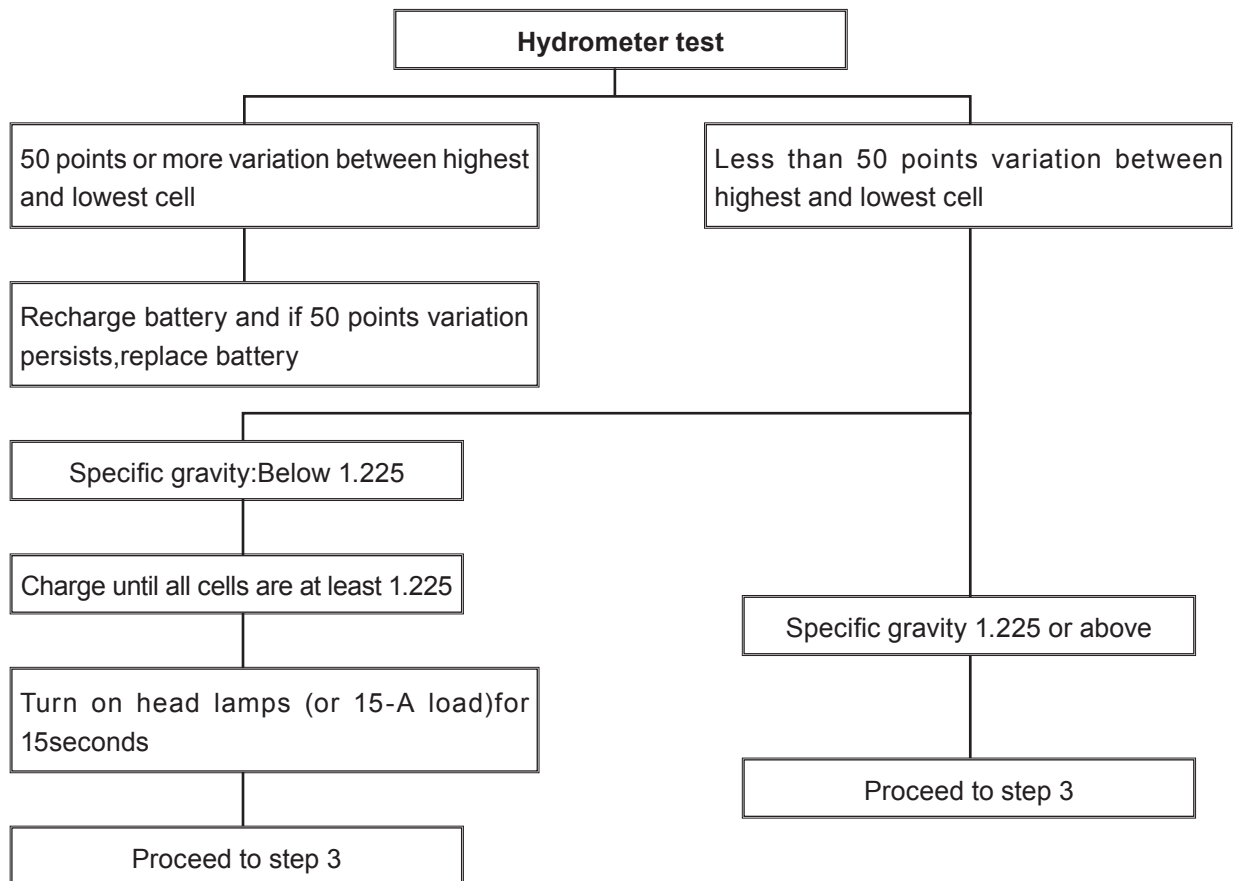 Hydrometer test
50 points or more variation between highest
and lowest cell
Less than 50 points variation between
highest and lowest cell
Recharge battery and if 50 points variation
persists,replace battery
Specific gravity:Below 1.225
Charge until all cells are at least 1.225
Specific gravity 1.225 or above
Turn on head lamps (or 15-A load)for
15seconds
Proceed to step 3
Proceed to step 3